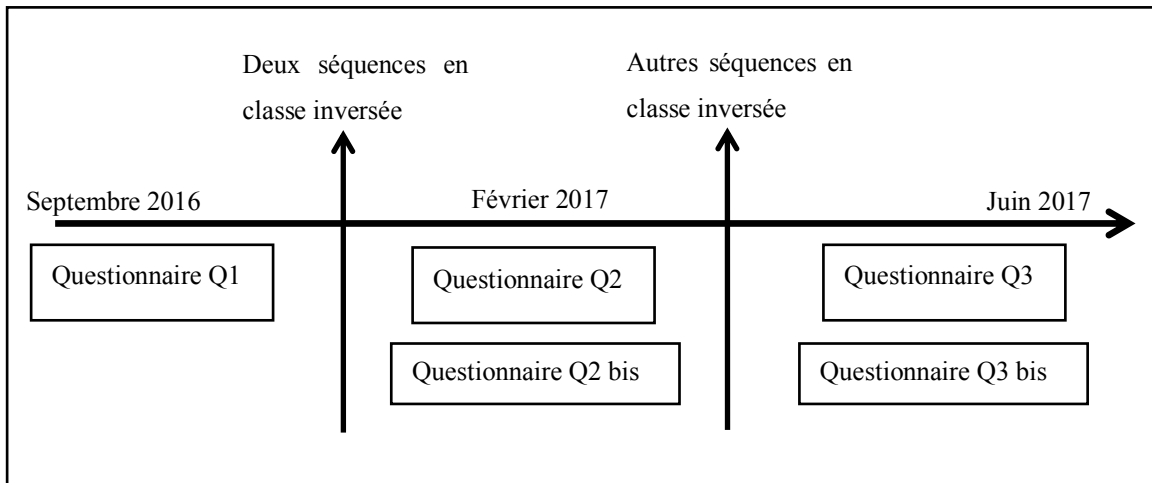 Deux séquences en
classe inversée
Autres séquences en
classe inversée
Septembre 2016
Février 2017
Juin 2017
Questionnaire Q1
Questionnaire Q2
Questionnaire Q3
Questionnaire Q2 bis
Questionnaire Q3 bis